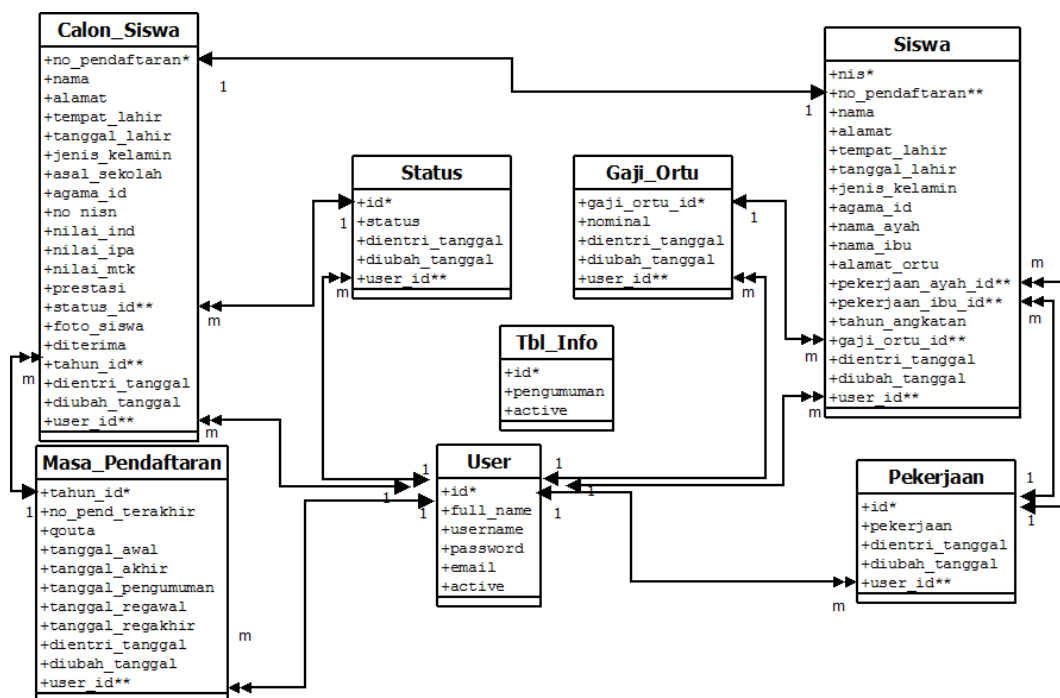 Calon_Siswa
+no_pendaftaran*
+nama
+alamat
+tempat_lahir
+tanggal_lahir
+jenis_kelamin
+asal_sekolah
+agama_id
+no nisn
+nilai_ind
+nilai_ipa
+nilai_mtk
+prestasi
+status_id**
+foto_siswa
+diterima
+tahun_id**
+dientri_tanggal
+diubah_tanggal
+user_id**
1
m
m
m
1
Siswa
+nis*
+no_pendaftaran**
+nama
+alamat
+tempat_lahir
+tanggal_lahir
+jenis_kelamin
+agama_id
+nama_ayah
+nama_ibu
+alamat_ortu
+pekerjaan_ayah_id**
+pekerjaan_ibu_id**
+tahun_angkatan
+gaji_ortu_id**
+dientri_tanggal
+diubah_tanggal
+user_id**
m
m
m
m
Status
+id*
+status
+dientri_tanggal
+diubah_tanggal
+user_id**
1
m
Gaji_Ortu
+gaji_ortu_id*
+nominal
+dientri_tanggal
+diubah_tanggal
+user_id**
1
m
Tbl_Info
+id*
+pengumuman
+active
Masa_Pendaftaran
+tahun_id*
+no_pend_terakhir
+qouta
+tanggal_awal
+tanggal_akhir
+tanggal_pengumuman
+tanggal_regawal
+tanggal_regakhir
+dientri_tanggal
+diubah_tanggal
+user_id**
1
m
User
+id*
+full_name
+username
+password
+email
+active
1
1
1
1
1
1
Pekerjaan
+id*
+pekerjaan
+dientri_tanggal
+diubah_tanggal
+user_id**
1
1
m